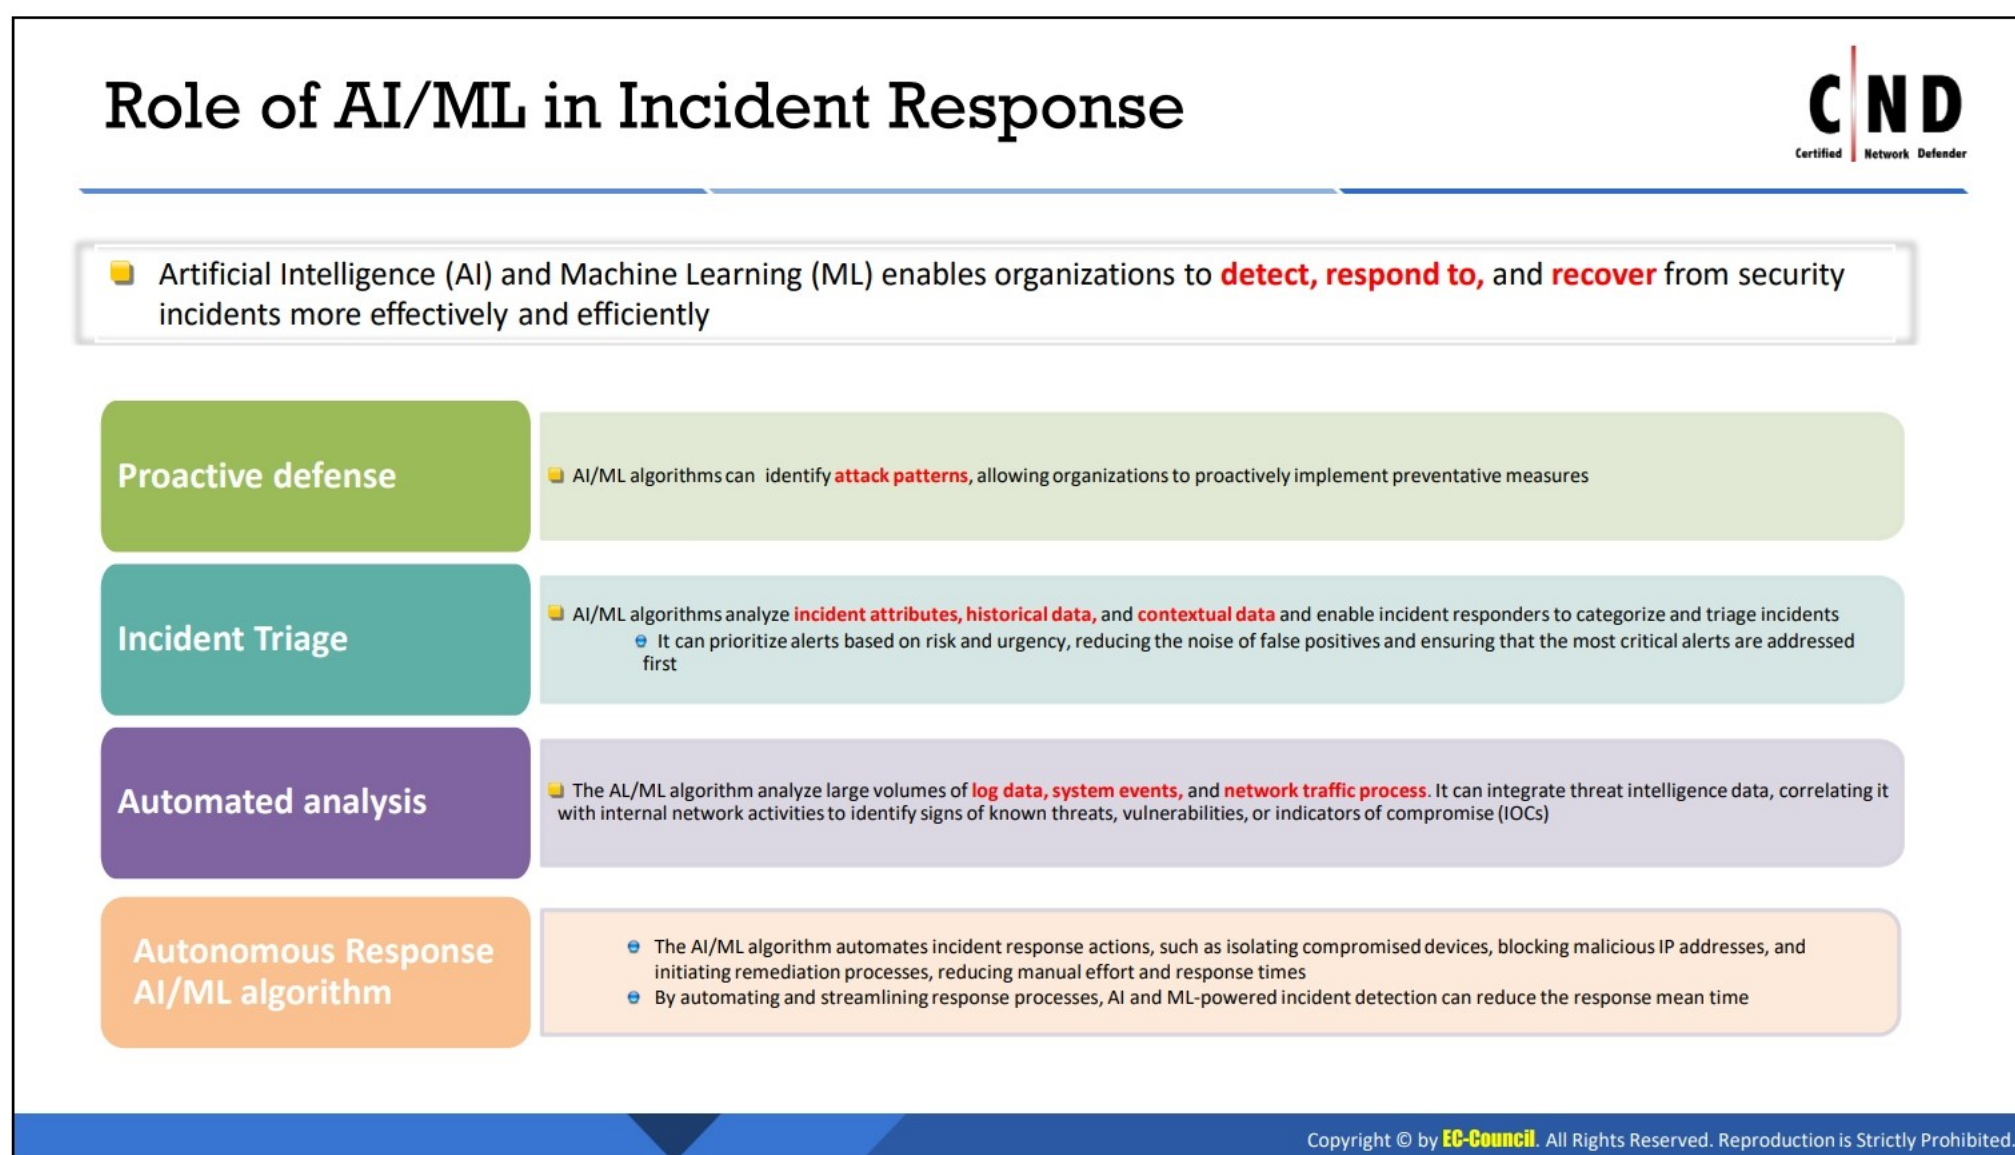 Role of AI/ML in Incident Response
C ND
Certified Network Defender
Artificial Intelligence (AI) and Machine Learning (ML) enables organizations to detect, respond to, and recover from security
incidents more effectively and efficiently
Proactive defense
AI/ML algorithms can identify attack patterns, allowing organizations to proactively implement preventative measures
Incident Triage
AI/ML algorithms analyze incident attributes, historical data, and contextual data and enable incident responders to categorize and triage incidents
It can prioritize alerts based on risk and urgency, reducing the noise of false positives and ensuring that the most critical alerts are addressed
first
Automated analysis
The AL/ML algorithm analyze large volumes of log data, system events, and network traffic process. It can integrate threat intelligence data, correlating it
with internal network activities to identify signs of known threats, vulnerabilities, or indicators of compromise (IOCs)
Autonomous Response
AI/ML algorithm
The AI/ML algorithm automates incident response actions, such as isolating compromised devices, blocking malicious IP addresses, and
initiating remediation processes, reducing manual effort and response times
By automating and streamlining response processes, AI and ML-powered incident detection can reduce the response mean time
Copyright © by EC-Council. All Rights Reserved. Reproduction is Strictly Prohibited.